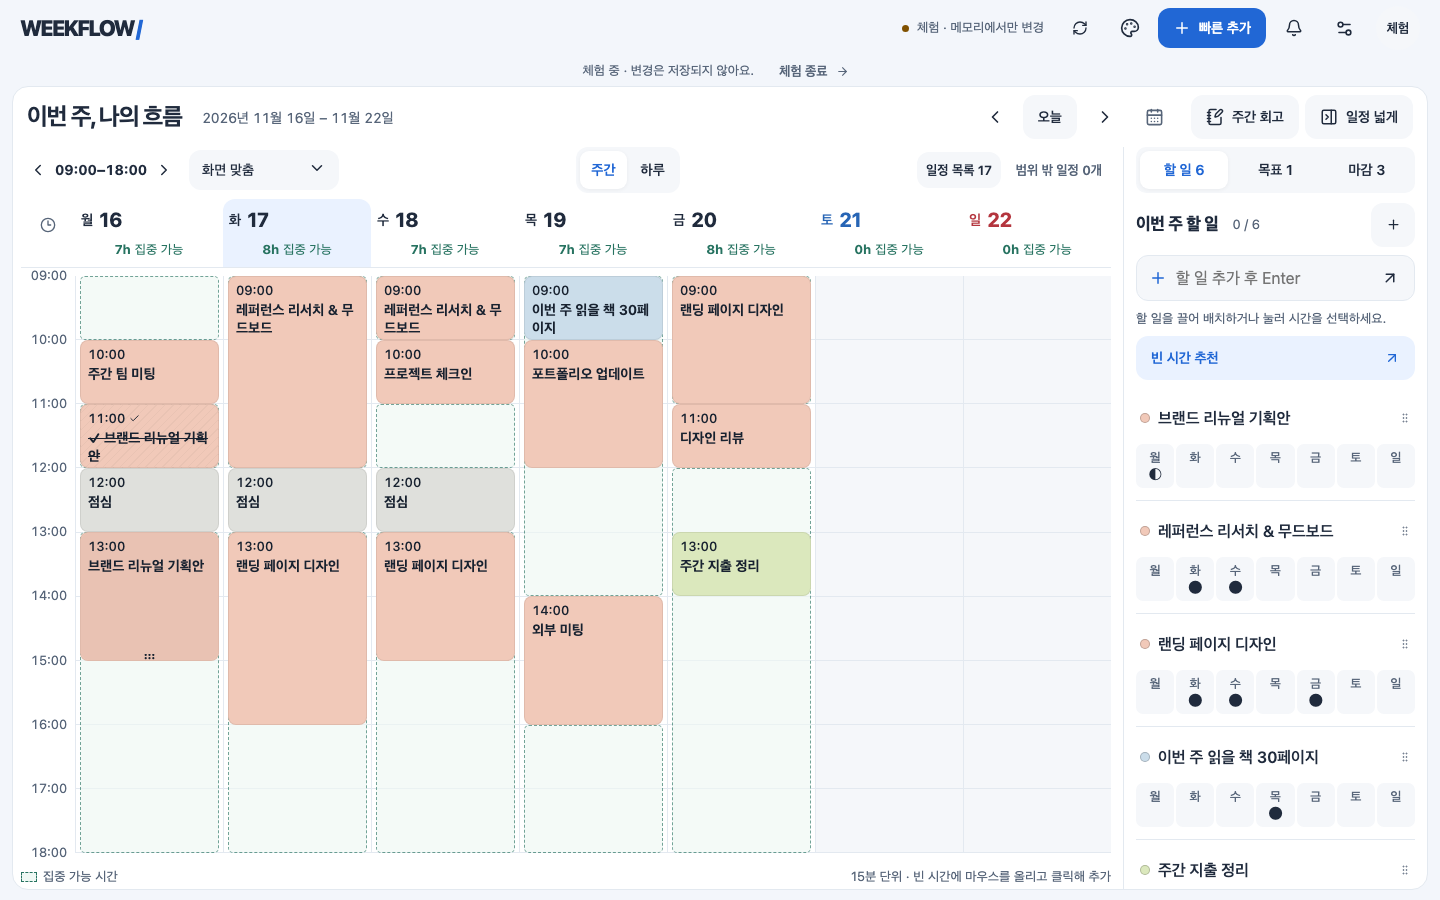 WEEKFLOW/
체험 · 메모리에서만 변경
빠른 추가
체험
체험 중 · 변경은 저장되지 않아요.
체험 종료 →
이번 주, 나의 흐름
2026년 11월 16일 – 11월 22일
오늘
주간 회고
일정 넓게
09:00–18:00
화면 맞춤
주간
하루
일정 목록 17
범위 밖 일정 0개
월 16
7h 집중 가능
화 17
8h 집중 가능
수 18
7h 집중 가능
목 19
7h 집중 가능
금 20
8h 집중 가능
토 21
0h 집중 가능
일 22
0h 집중 가능
09:00
10:00
11:00
12:00
13:00
14:00
15:00
16:00
17:00
18:00
10:00
주간 팀 미팅
11:00 ✓
✓ 브랜드 리뉴얼 기획
안
12:00
점심
13:00
브랜드 리뉴얼 기획안
09:00
레퍼런스 리서치 & 무
드보드
12:00
점심
13:00
랜딩 페이지 디자인
09:00
레퍼런스 리서치 & 무
드보드
10:00
프로젝트 체크인
12:00
점심
13:00
랜딩 페이지 디자인
09:00
이번 주 읽을 책 30페
이지
10:00
포트폴리오 업데이트
14:00
외부 미팅
09:00
랜딩 페이지 디자인
11:00
디자인 리뷰
13:00
주간 지출 정리
집중 가능 시간
15분 단위 · 빈 시간에 마우스를 올리고 클릭해 추가
할 일 6
목표 1
마감 3
이번 주 할 일
0 / 6
할 일 추가 후 Enter
할 일을 끌어 배치하거나 눌러 시간을 선택하세요.
빈 시간 추천
브랜드 리뉴얼 기획안
월 화 수 목 금 토 일
레퍼런스 리서치 & 무드보드
월 화 수 목 금 토 일
랜딩 페이지 디자인
월 화 수 목 금 토 일
이번 주 읽을 책 30페이지
월 화 수 목 금 토 일
주간 지출 정리